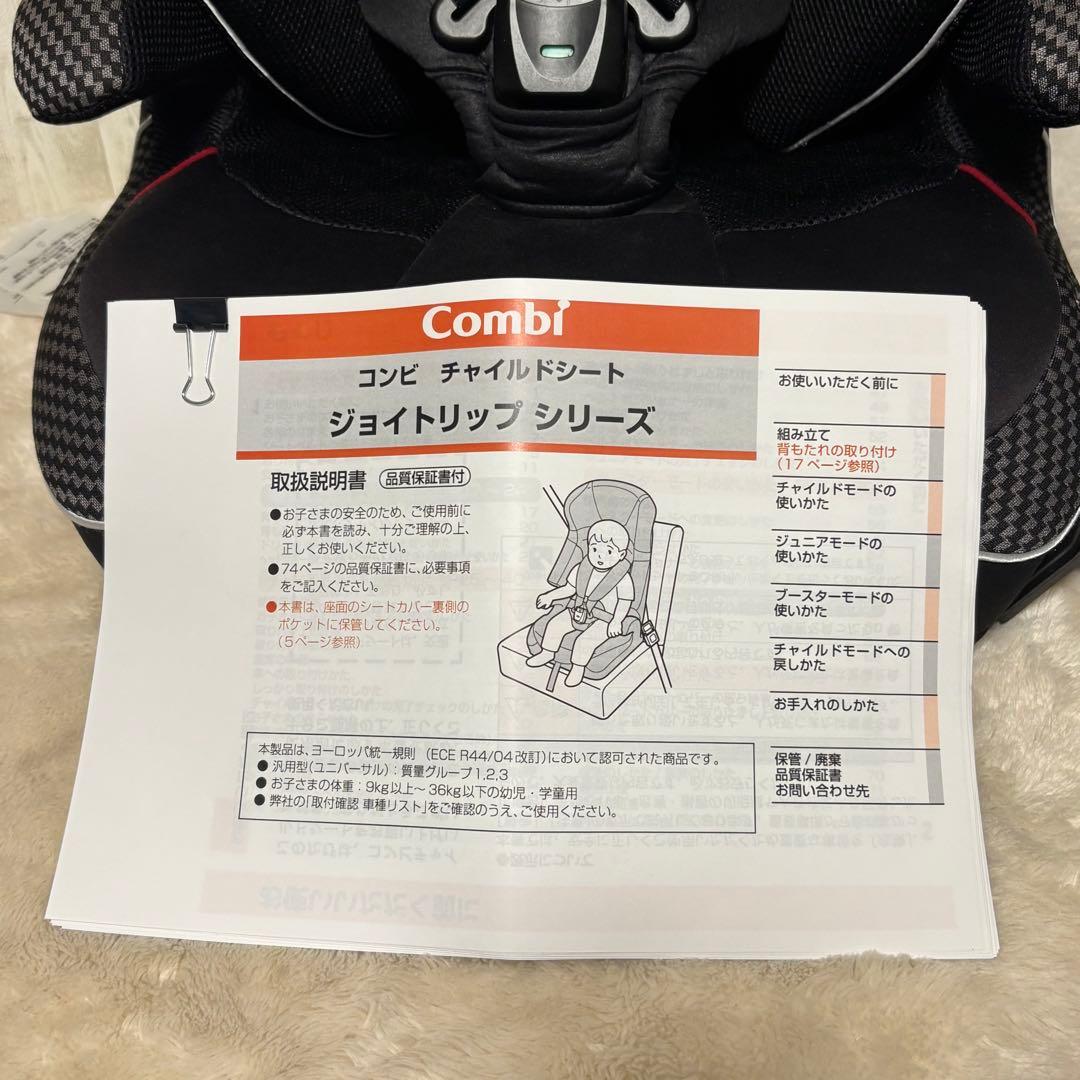 Combi
コンビ チャイルドシート
ジョイトリップ シリーズ
取扱説明書 品質保証書付
●お子さまの安全のため、ご使用前に
必ず本書を読み、十分ご理解の上、
正しくお使いください。
●74ページの品質保証書に、必要事項
をご記入ください。
●本書は、座面のシートカバー裏側の
ポケットに保管してください。
(5ページ参照)
お使いいただく前に
組み立て
背もたれの取り付け
(17 ページ参照)
チャイルドモードの
使いかた
ジュニアモードの
使いかた
ブースターモードの
使いかた
チャイルドモードへの
戻しかた
お手入れのしかた
保管 / 廃棄
品質保証書
お問い合わせ先
本製品は、ヨーロッパ統一規則 (ECE R44/04 改訂)において認可された商品です。
● 汎用型(ユニバーサル):質量グループ1,2,3
● お子さまの体重:9kg以上~ 36kg以下の幼児・学童用
● 弊社の「取付確認 車種リスト」をご確認のうえ、ご使用ください。